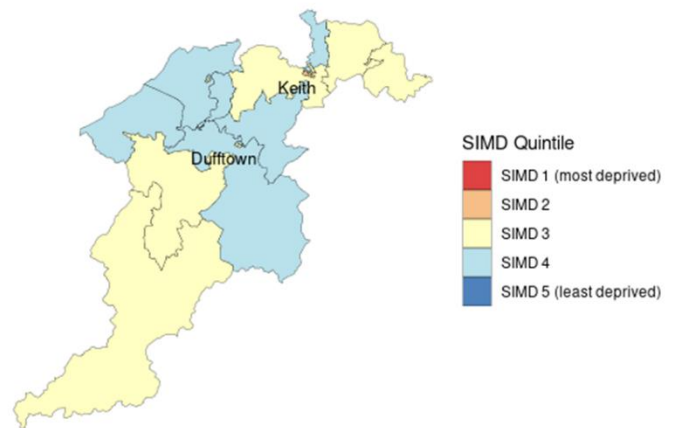 Keith
Dufftown
SIMD Quintile
SIMD 1 (most deprived)
SIMD 2
SIMD 3
SIMD 4
SIMD 5 (least deprived)